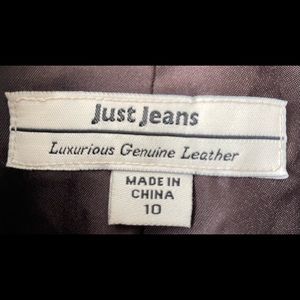 Just Jeans
Luxurious Genuine Leather
MADE IN
CHINA
10